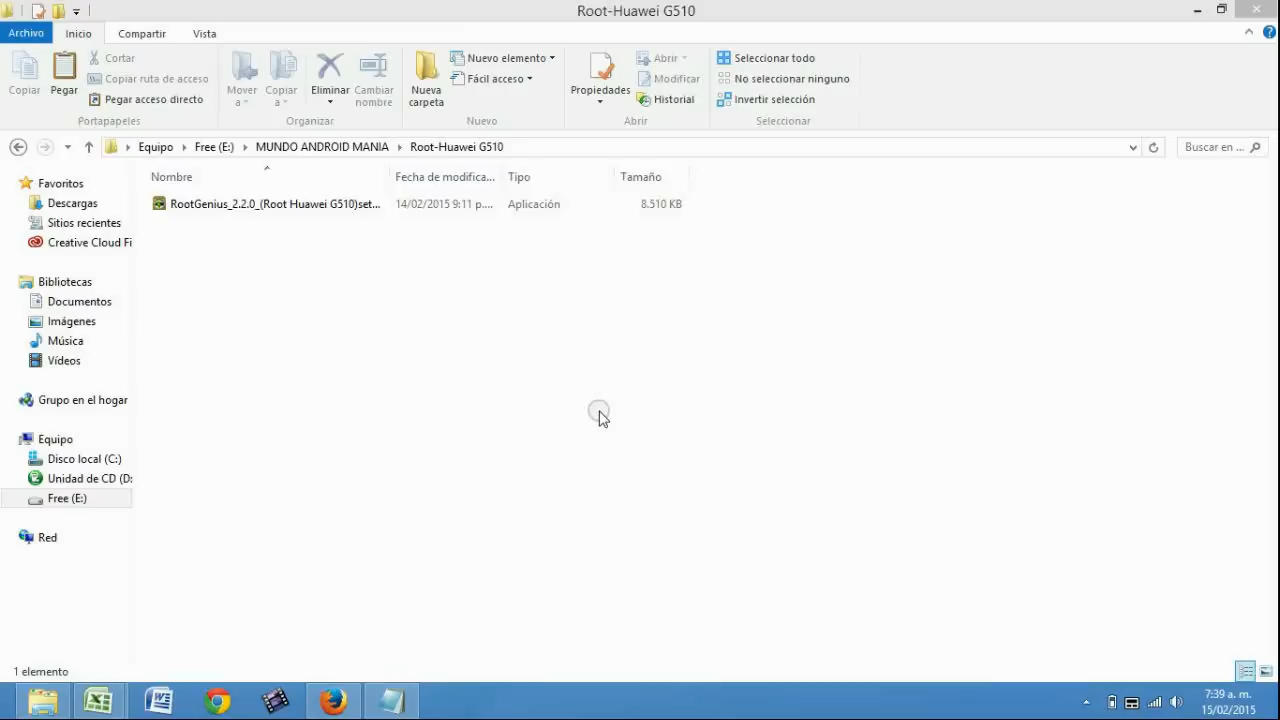 Root-Huawei G510
Archivo Inicio Compartir Vista
Copiar
Pegar
Cortar
Copiar ruta de acceso
Pegar acceso directo
Portapapeles
Mover a
Copiar a
Eliminar
Cambiar nombre
Organizar
Nueva carpeta
Nuevo elemento
Fácil acceso
Nuevo
Propiedades
Abrir
Modificar
Historial
Abrir
Seleccionar todo
No seleccionar ninguno
Invertir selección
Seleccionar
Equipo Free (E:) MUNDO ANDROID MANIA Root-Huawei G510
Buscar en ...
Nombre Fecha de modifica... Tipo Tamaño
RootGenius_2.2.0_(Root Huawei G510)set... 14/02/2015 9:11 p.... Aplicación 8.510 KB
Favoritos
Descargas
Sitios recientes
Creative Cloud Fi
Bibliotecas
Documentos
Imágenes
Música
Vídeos
Grupo en el hogar
Equipo
Disco local (C:)
Unidad de CD (D:
Free (E:)
Red
1 elemento
7:39 a. m.
15/02/2015